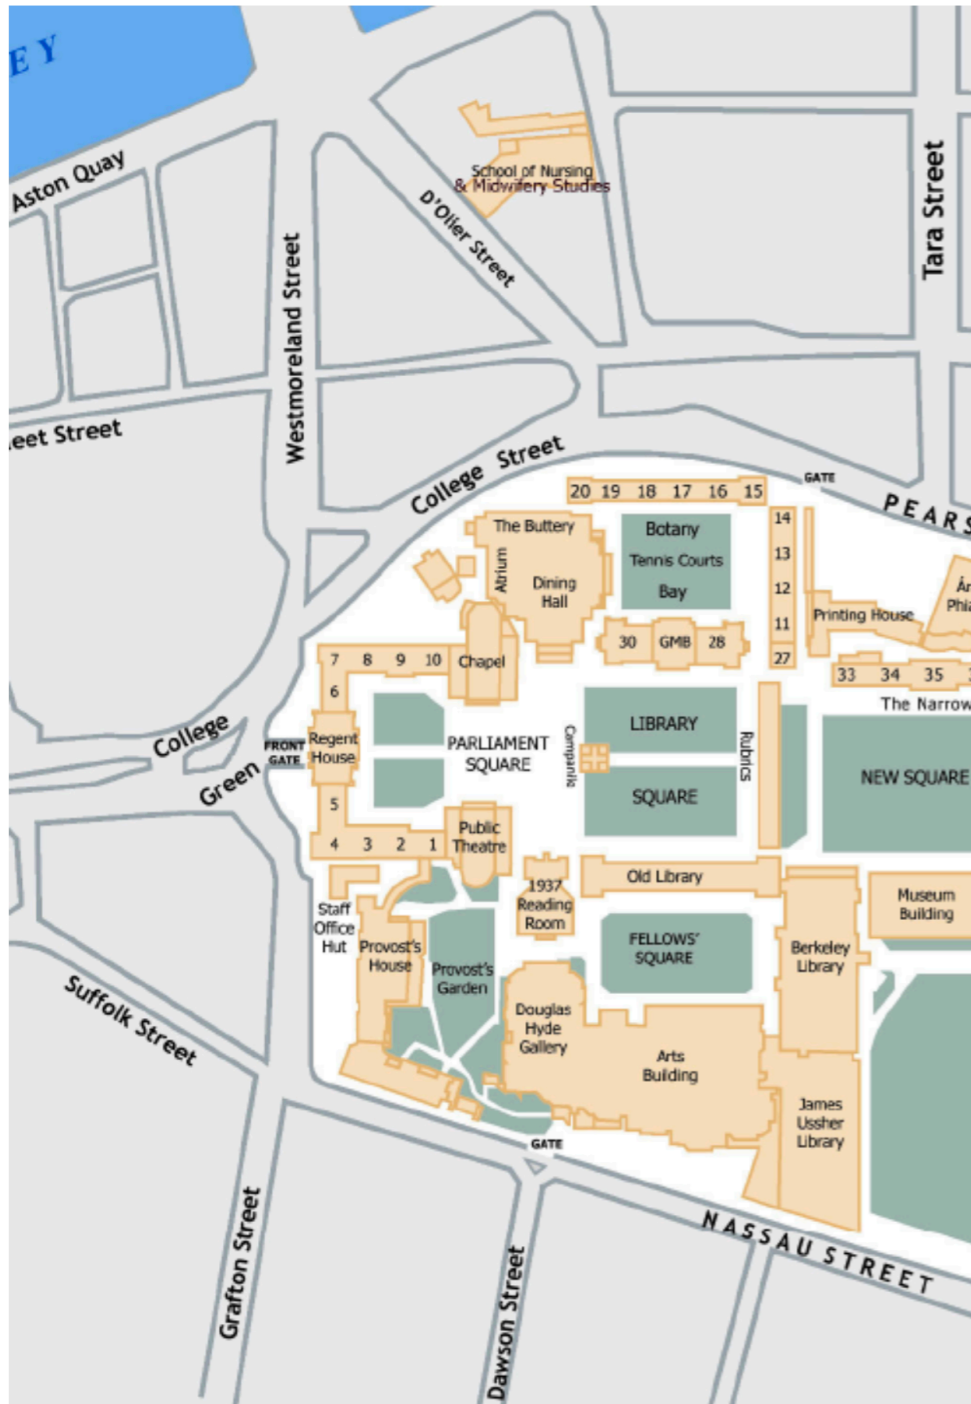 E Y
Aston Quay
School of Nursing
& Midwifery Studies
D'Olier Street
Tara Street
Westmoreland Street
eet Street
College Street
GATE
PEARS
20 19 18 17 16 15
The Buttery
Atrium
Dining
Hall
Botany
Tennis Courts
Bay
14
13
12
11
27
Printing House
Ár
Phia
30 GMB 28
33 34 35
The Narrow
7 8 9 10
Chapel
6
Regent
House
FRONT
GATE
College
Green
PARLIAMENT
SQUARE
Campanile
LIBRARY
SQUARE
Rubrics
NEW SQUARE
5
4 3 2 1
Public
Theatre
Staff
Office
Hut
Provost's
House
Provost's
Garden
1937
Reading
Room
Old Library
FELLOWS'
SQUARE
Berkeley
Library
Museum
Building
Douglas
Hyde
Gallery
Arts
Building
James
Ussher
Library
Suffolk Street
GATE
NASSAU STREET
Grafton Street
Dawson Street